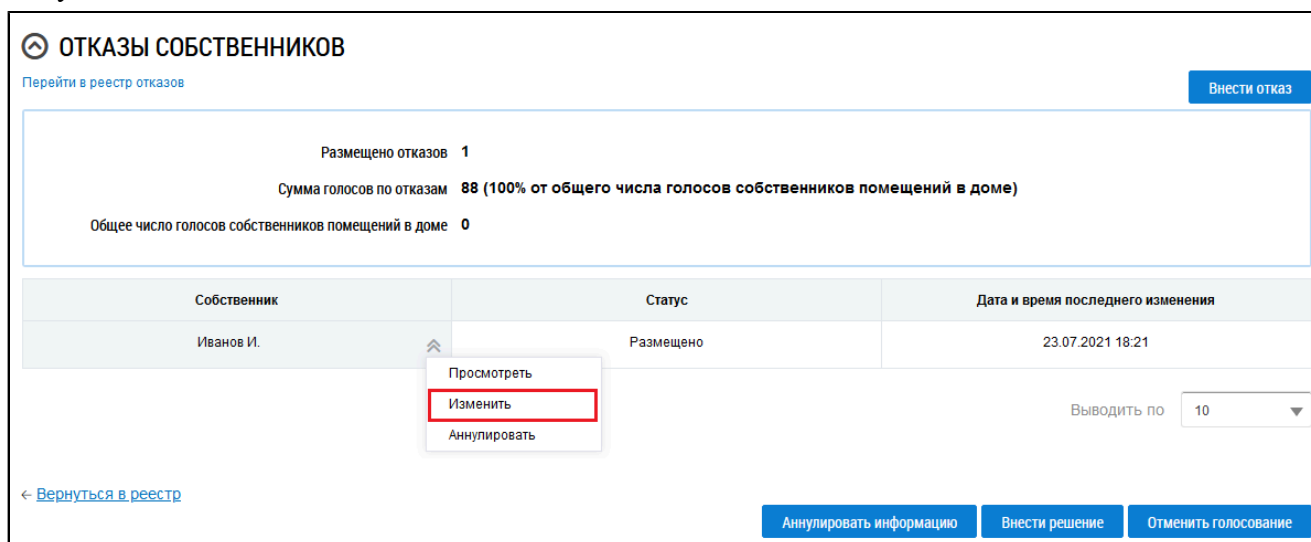 ОТКАЗЫ СОБСТВЕННИКОВ
Перейти в реестр отказов
Внести отказ
Размещено отказов 1
Сумма голосов по отказам 88 (100% от общего числа голосов собственников помещений в доме)
Общее число голосов собственников помещений в доме 0
Собственник Статус Дата и время последнего изменения
Иванов И. Размещено 23.07.2021 18:21
Просмотреть
Изменить
Аннулировать
Выводить по 10
← Вернуться в реестр
Аннулировать информацию Внести решение Отменить голосование